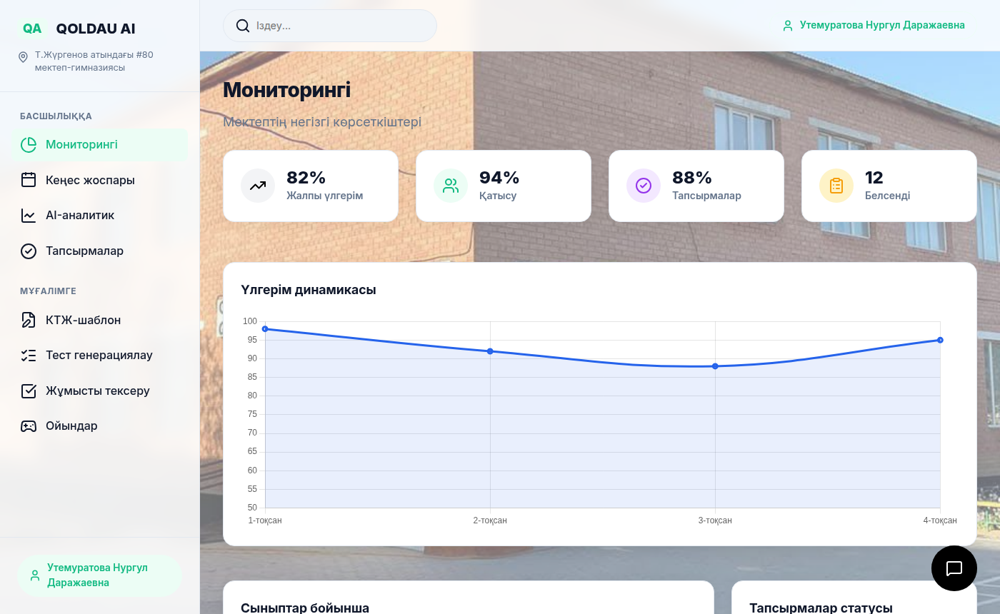 QA QOLDAU AI
Т.Жүргенов атындағы #80
мектеп-гимназиясы
БАСШЫЛЫҚҚА
Мониторингі
Кеңес жоспары
AI-аналитик
Тапсырмалар
МҰҒАЛІМГЕ
КТЖ-шаблон
Тест генерациялау
Жұмысты тексеру
Ойындар
Утемуратова Нургул
Даражаевна
Іздеу...
Утемуратова Нургул Даражаевна
Мониторингі
Мектептің негізгі көрсеткіштері
82%
Жалпы үлгерім
94%
Қатысу
88%
Тапсырмалар
12
Белсенді
Үлгерім динамикасы
100
95
90
85
80
75
70
65
60
55
50
1-тоқсан 2-тоқсан 3-тоқсан 4-тоқсан
Сыныптар бойынша
Тапсырмалар статусы